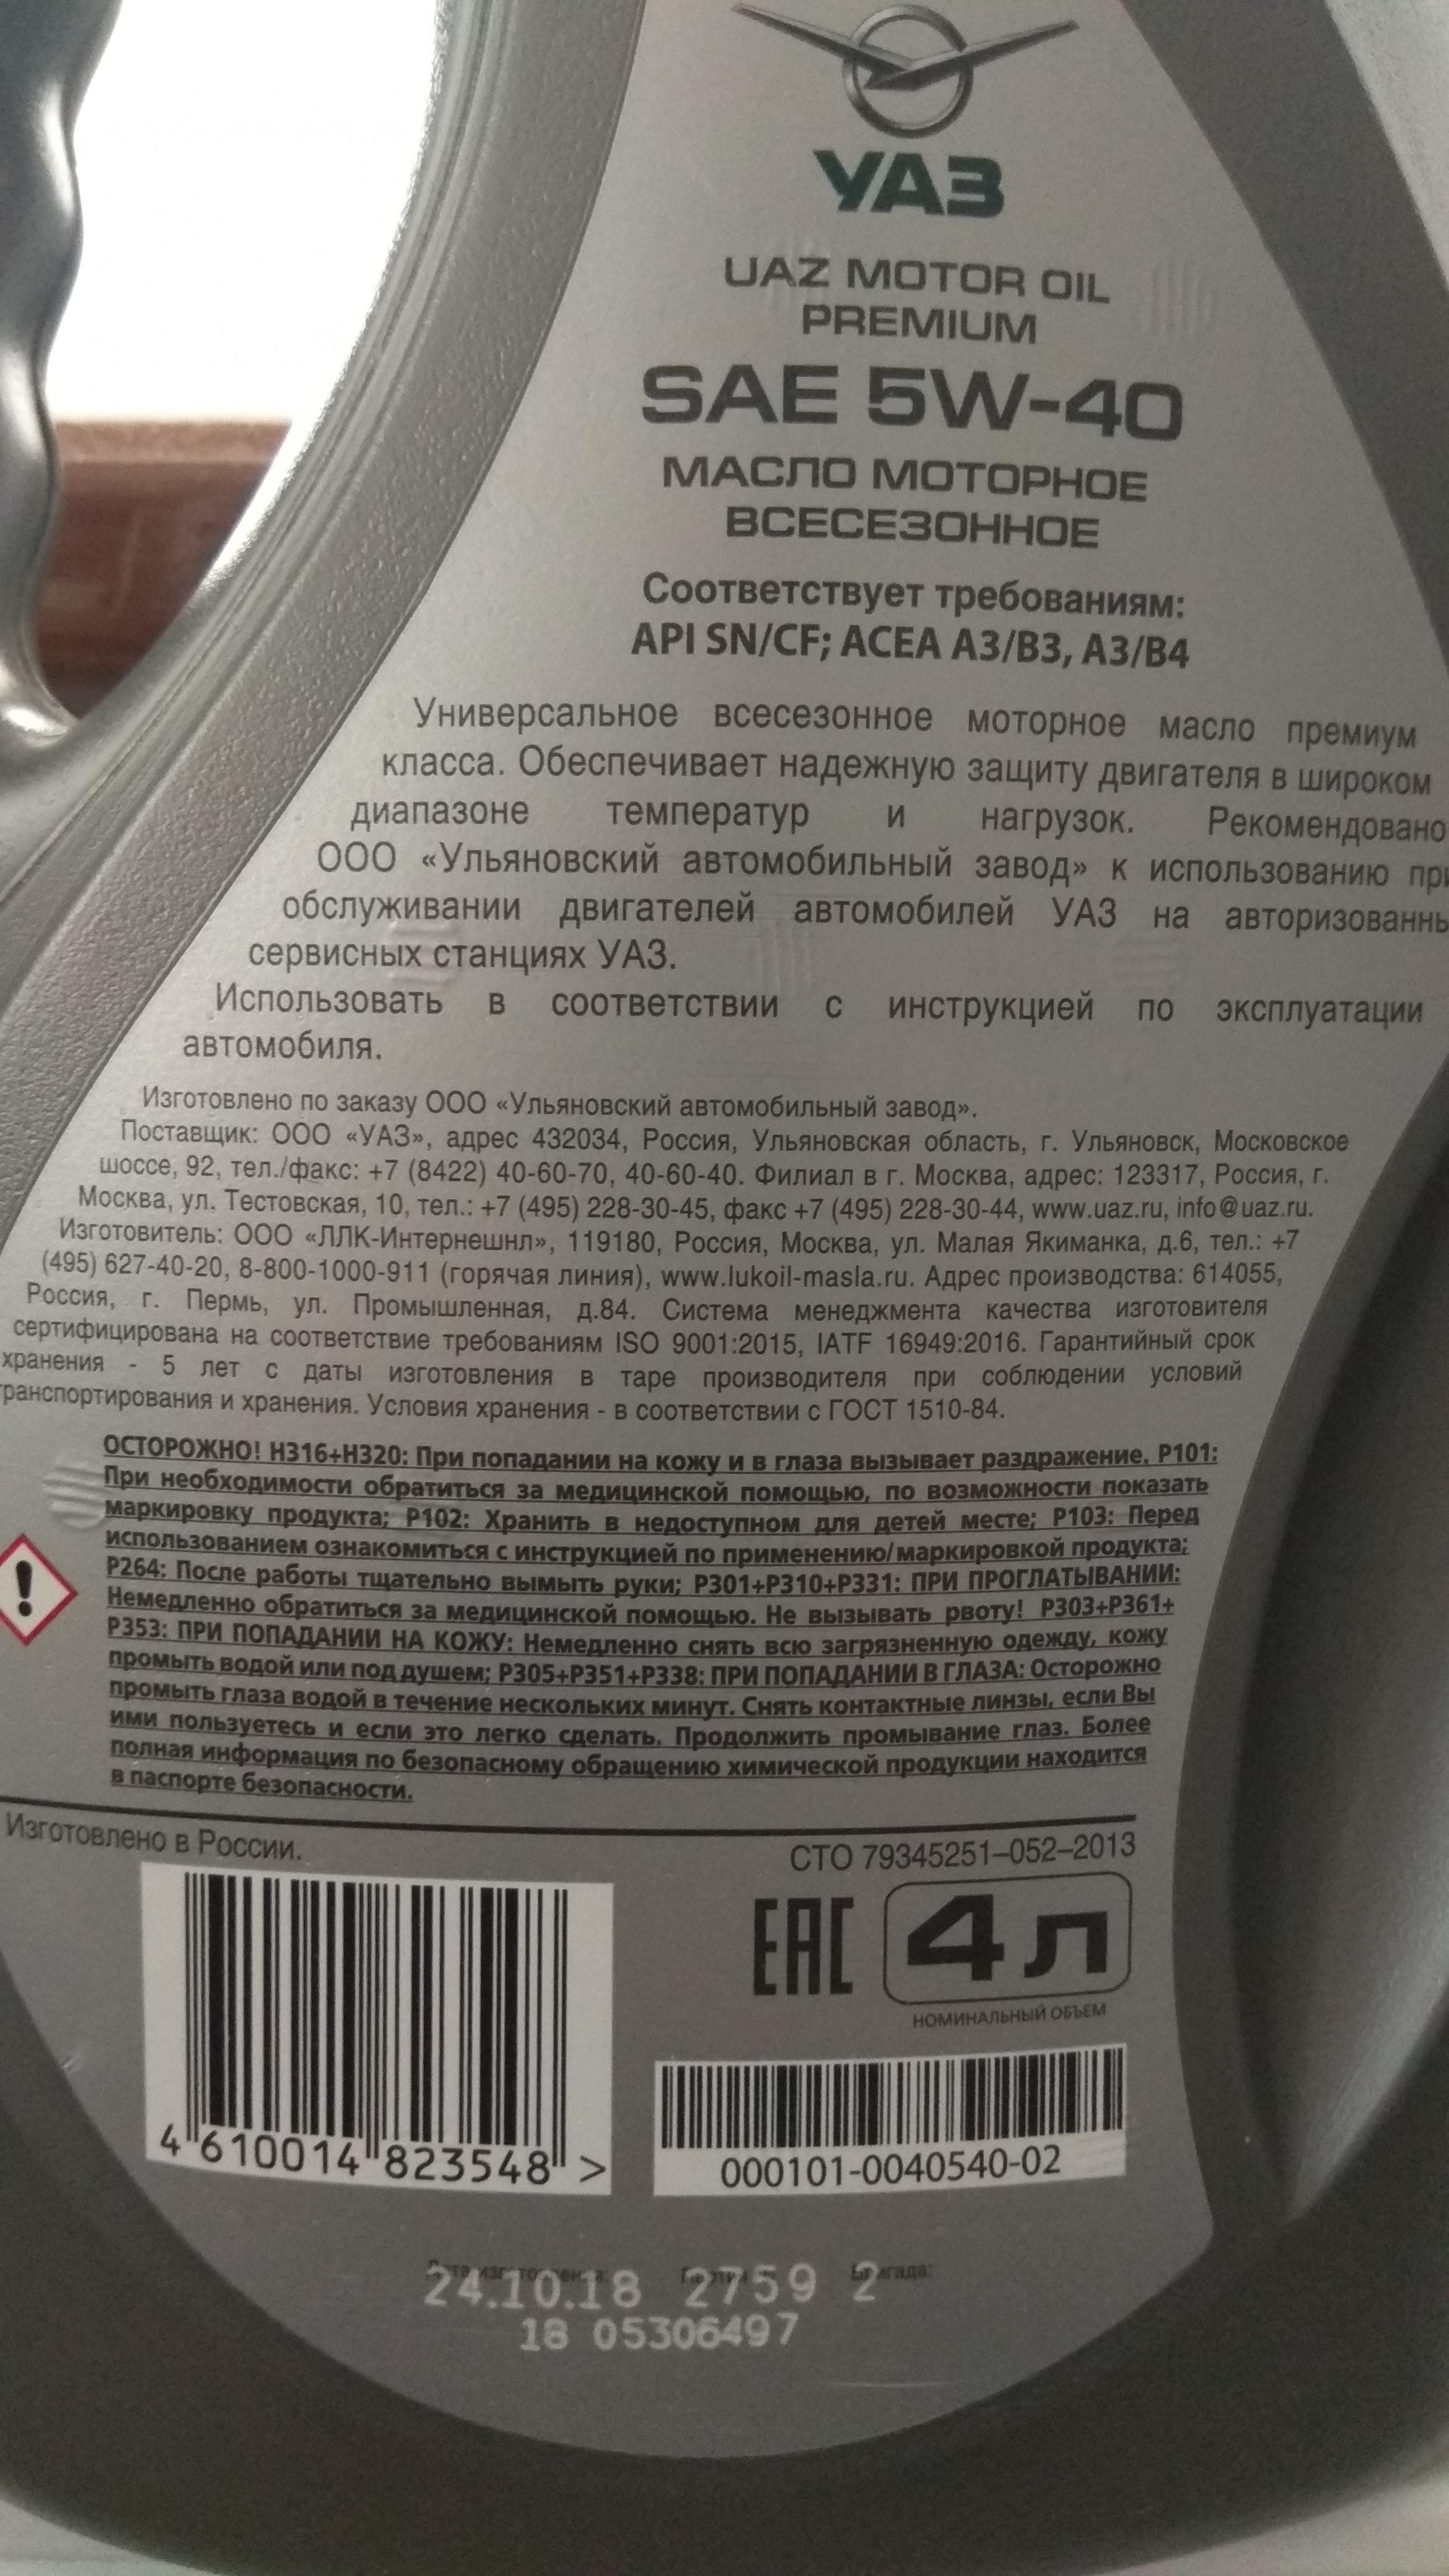 УАЗ
UAZ MOTOR OIL
PREMIUM
SAE 5W-40
МАСЛО МОТОРНОЕ
ВСЕСЕЗОННОЕ
Соответствует требованиям:
API SN/CF; ACEA A3/B3, A3/B4
Универсальное всесезонное моторное масло премиум
класса. Обеспечивает надежную защиту двигателя в широком
диапазоне температур и нагрузок. Рекомендовано
ООО «Ульяновский автомобильный завод» к использованию при
обслуживании двигателей автомобилей УАЗ на авторизованны
сервисных станциях УАЗ.
Использовать в соответствии с инструкцией по эксплуатации
автомобиля.
Изготовлено по заказу ООО «Ульяновский автомобильный завод».
Поставщик: ООО «УАЗ», адрес 432034, Россия, Ульяновская область, г. Ульяновск, Московское
шоссе, 92, тел./факс: +7 (8422) 40-60-70, 40-60-40. Филиал в г. Москва, адрес: 123317, Россия, г.
Москва, ул. Тестовская, 10, тел.: +7 (495) 228-30-45, факс +7 (495) 228-30-44, www.uaz.ru, info@uaz.ru.
Изготовитель: ООО «ЛЛК-Интернешнл», 119180, Россия, Москва, ул. Малая Якиманка, д.6, тел.: +7
(495) 627-40-20, 8-800-1000-911 (горячая линия), www.lukoil-masla.ru. Адрес производства: 614055,
Россия, г. Пермь, ул. Промышленная, д.84. Система менеджмента качества изготовителя
сертифицирована на соответствие требованиям ISO 9001:2015, IATF 16949:2016. Гарантийный срок
хранения - 5 лет с даты изготовления в таре производителя при соблюдении условий
транспортирования и хранения. Условия хранения - в соответствии с ГОСТ 1510-84.
ОСТОРОЖНО! H316+H320: При попадании на кожу и в глаза вызывает раздражение. P101:
При необходимости обратиться за медицинской помощью, по возможности показать
маркировку продукта; P102: Хранить в недоступном для детей месте; P103: Перед
использованием ознакомиться с инструкцией по применению/маркировкой продукта;
P264: После работы тщательно вымыть руки; P301+P310+P331: ПРИ ПРОГЛАТЫВАНИИ:
Немедленно обратиться за медицинской помощью. Не вызывать рвоту! P303+P361+
P353: ПРИ ПОПАДАНИИ НА КОЖУ: Немедленно снять всю загрязненную одежду, кожу
промыть водой или под душем; P305+P351+P338: ПРИ ПОПАДАНИИ В ГЛАЗА: Осторожно
промыть глаза водой в течение нескольких минут. Снять контактные линзы, если Вы
ими пользуетесь и если это легко сделать. Продолжить промывание глаз. Более
полная информация по безопасному обращению химической продукции находится
в паспорте безопасности.
Изготовлено в России.
СТО 79345251–052–2013
EAC 4 л
НОМИНАЛЬНЫЙ ОБЪЕМ
4 610014 823548 >
000101-0040540-02
Дата изготовления: Партия Бригада:
24.10.18 2759 2
18 05306497